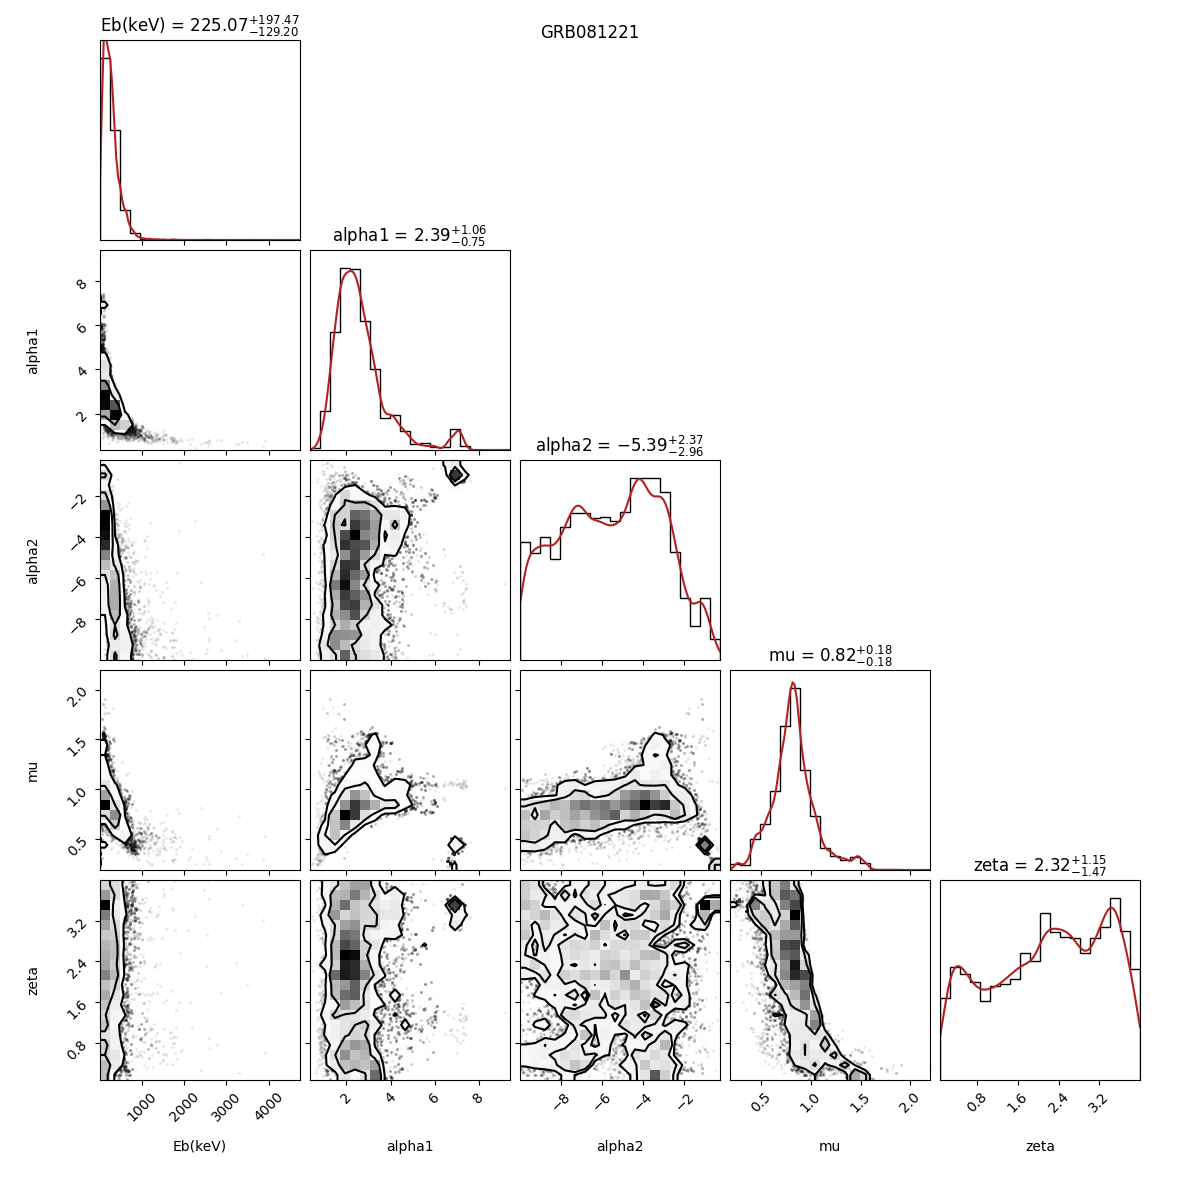 Eb(keV) = 225.07+197.47−129.20
GRB081221
alpha1 = 2.39+1.06−0.75
8
6
4
2
alpha1
alpha2 = −5.39+2.37−2.96
−2
−4
−6
−8
alpha2
mu = 0.82+0.18−0.18
2.0
1.5
1.0
0.5
mu
zeta = 2.32+1.15−1.47
3.2
2.4
1.6
0.8
zeta
1000 2000 3000 4000
2 4 6 8
−8 −6 −4 −2
0.5 1.0 1.5 2.0
0.8 1.6 2.4 3.2
Eb(keV) alpha1 alpha2 mu zeta